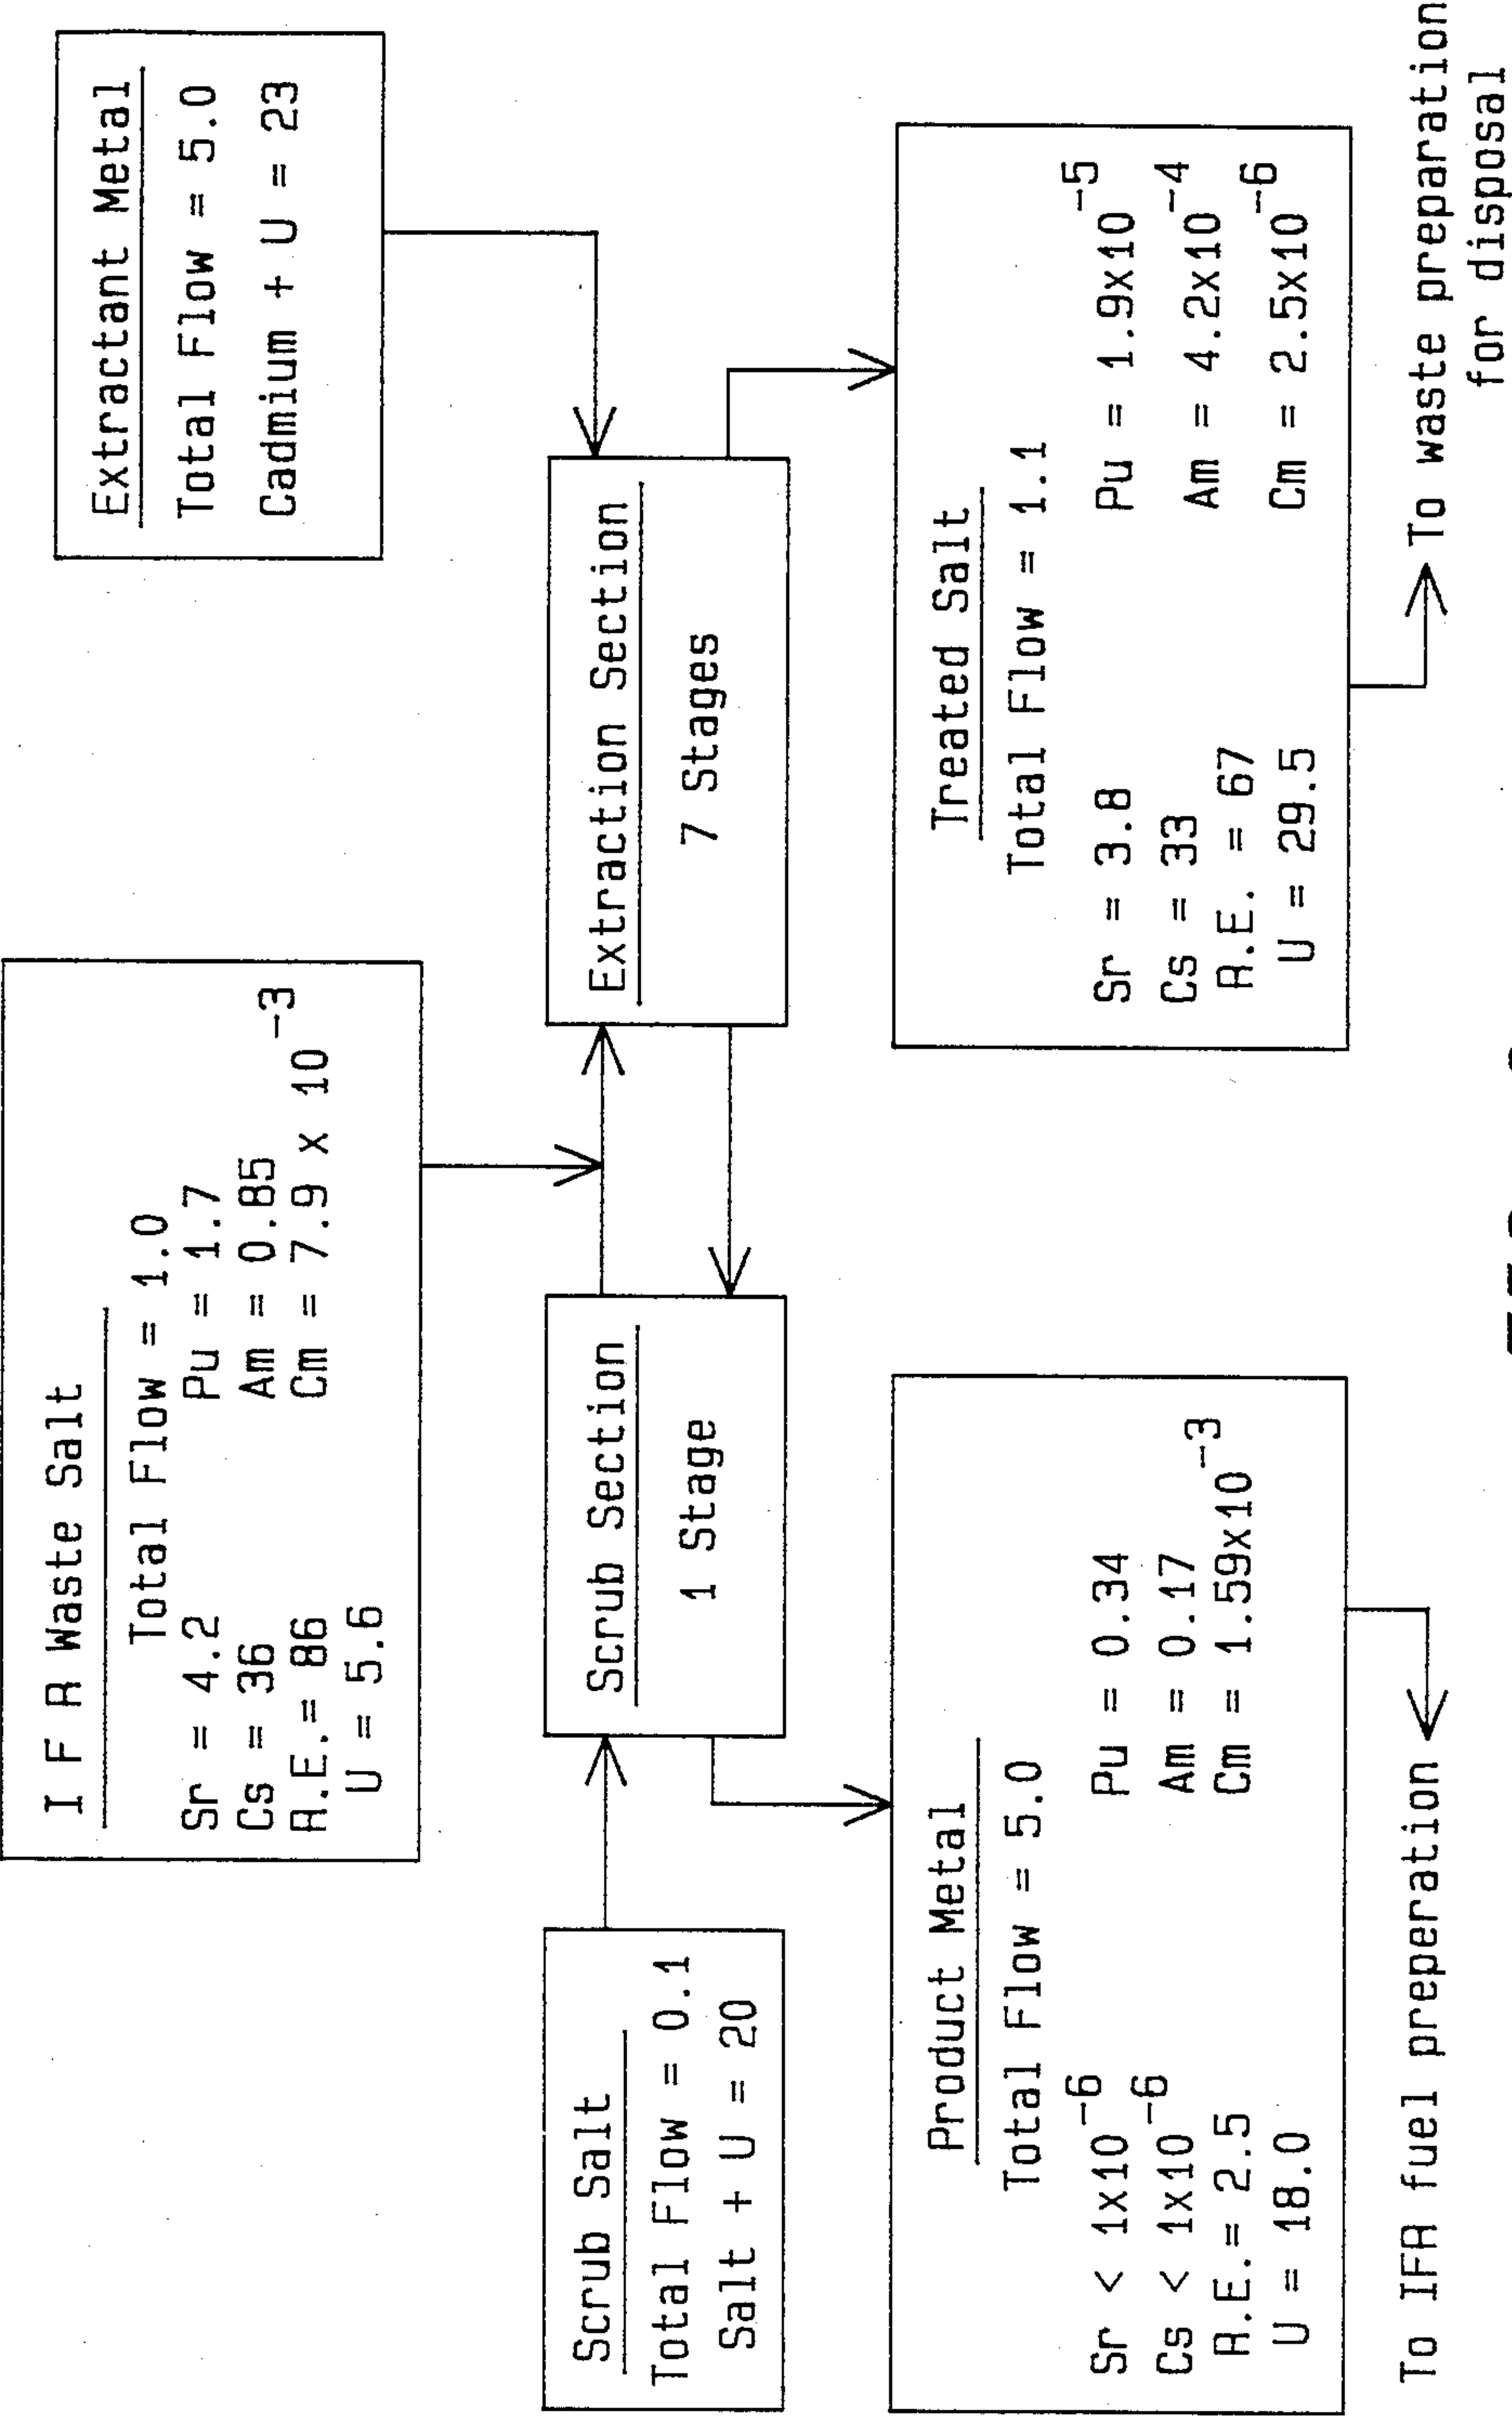 I F R Waste Salt
Total Flow = 1.0
Sr = 4.2 Pu = 1.7
Cs = 36 Am = 0.85
R.E. = 86 Cm = 7.9 x 10⁻³
U = 5.6
Extractant Metal
Total Flow = 5.0
Cadmium + U = 23
Scrub Salt
Total Flow = 0.1
Salt + U = 20
Scrub Section
1 Stage
Extraction Section
7 Stages
Product Metal
Total Flow = 5.0
Sr < 1x10⁻⁶ Pu = 0.34
Cs < 1x10⁻⁶ Am = 0.17
R.E. = 2.5 Cm = 1.59x10⁻³
U = 18.0
Treated Salt
Total Flow = 1.1
Sr = 3.8 Pu = 1.9x10⁻⁵
Cs = 33 Am = 4.2x10⁻⁴
R.E. = 67 Cm = 2.5x10⁻⁶
U = 29.5
To IFR fuel preperation
To waste preparation
for disposal